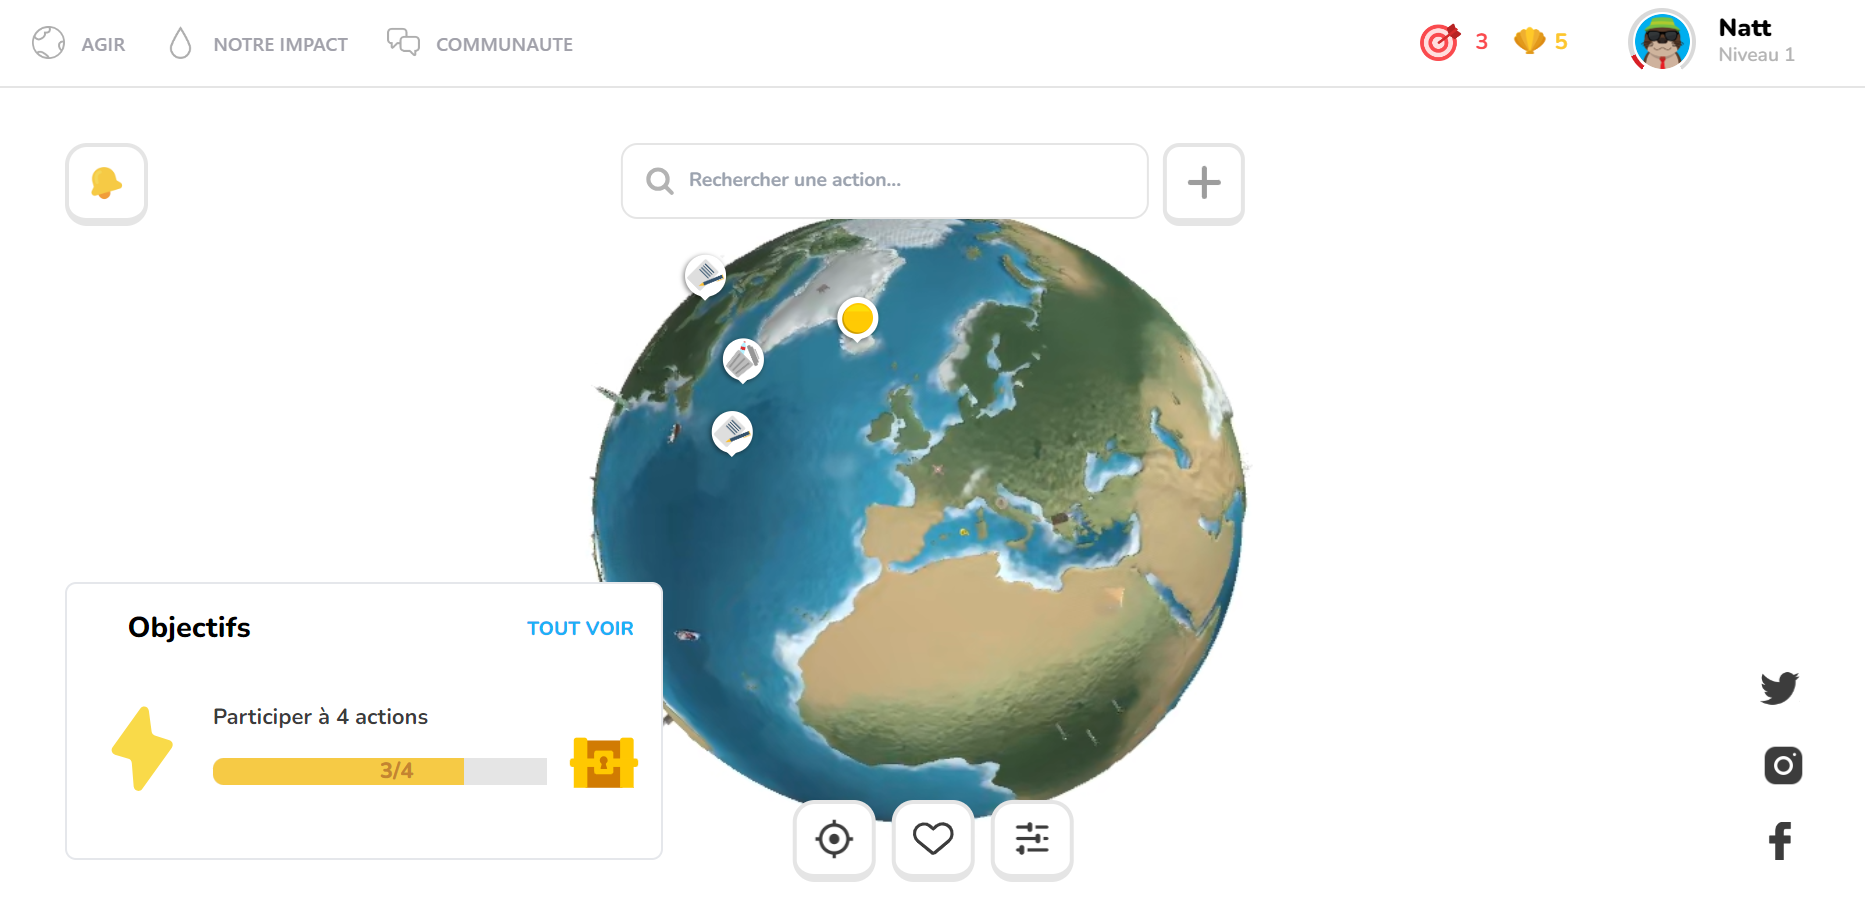 AGIR
NOTRE IMPACT
COMMUNAUTE
3
5
Natt
Niveau 1
Rechercher une action...
Objectifs
TOUT VOIR
Participer à 4 actions
3/4